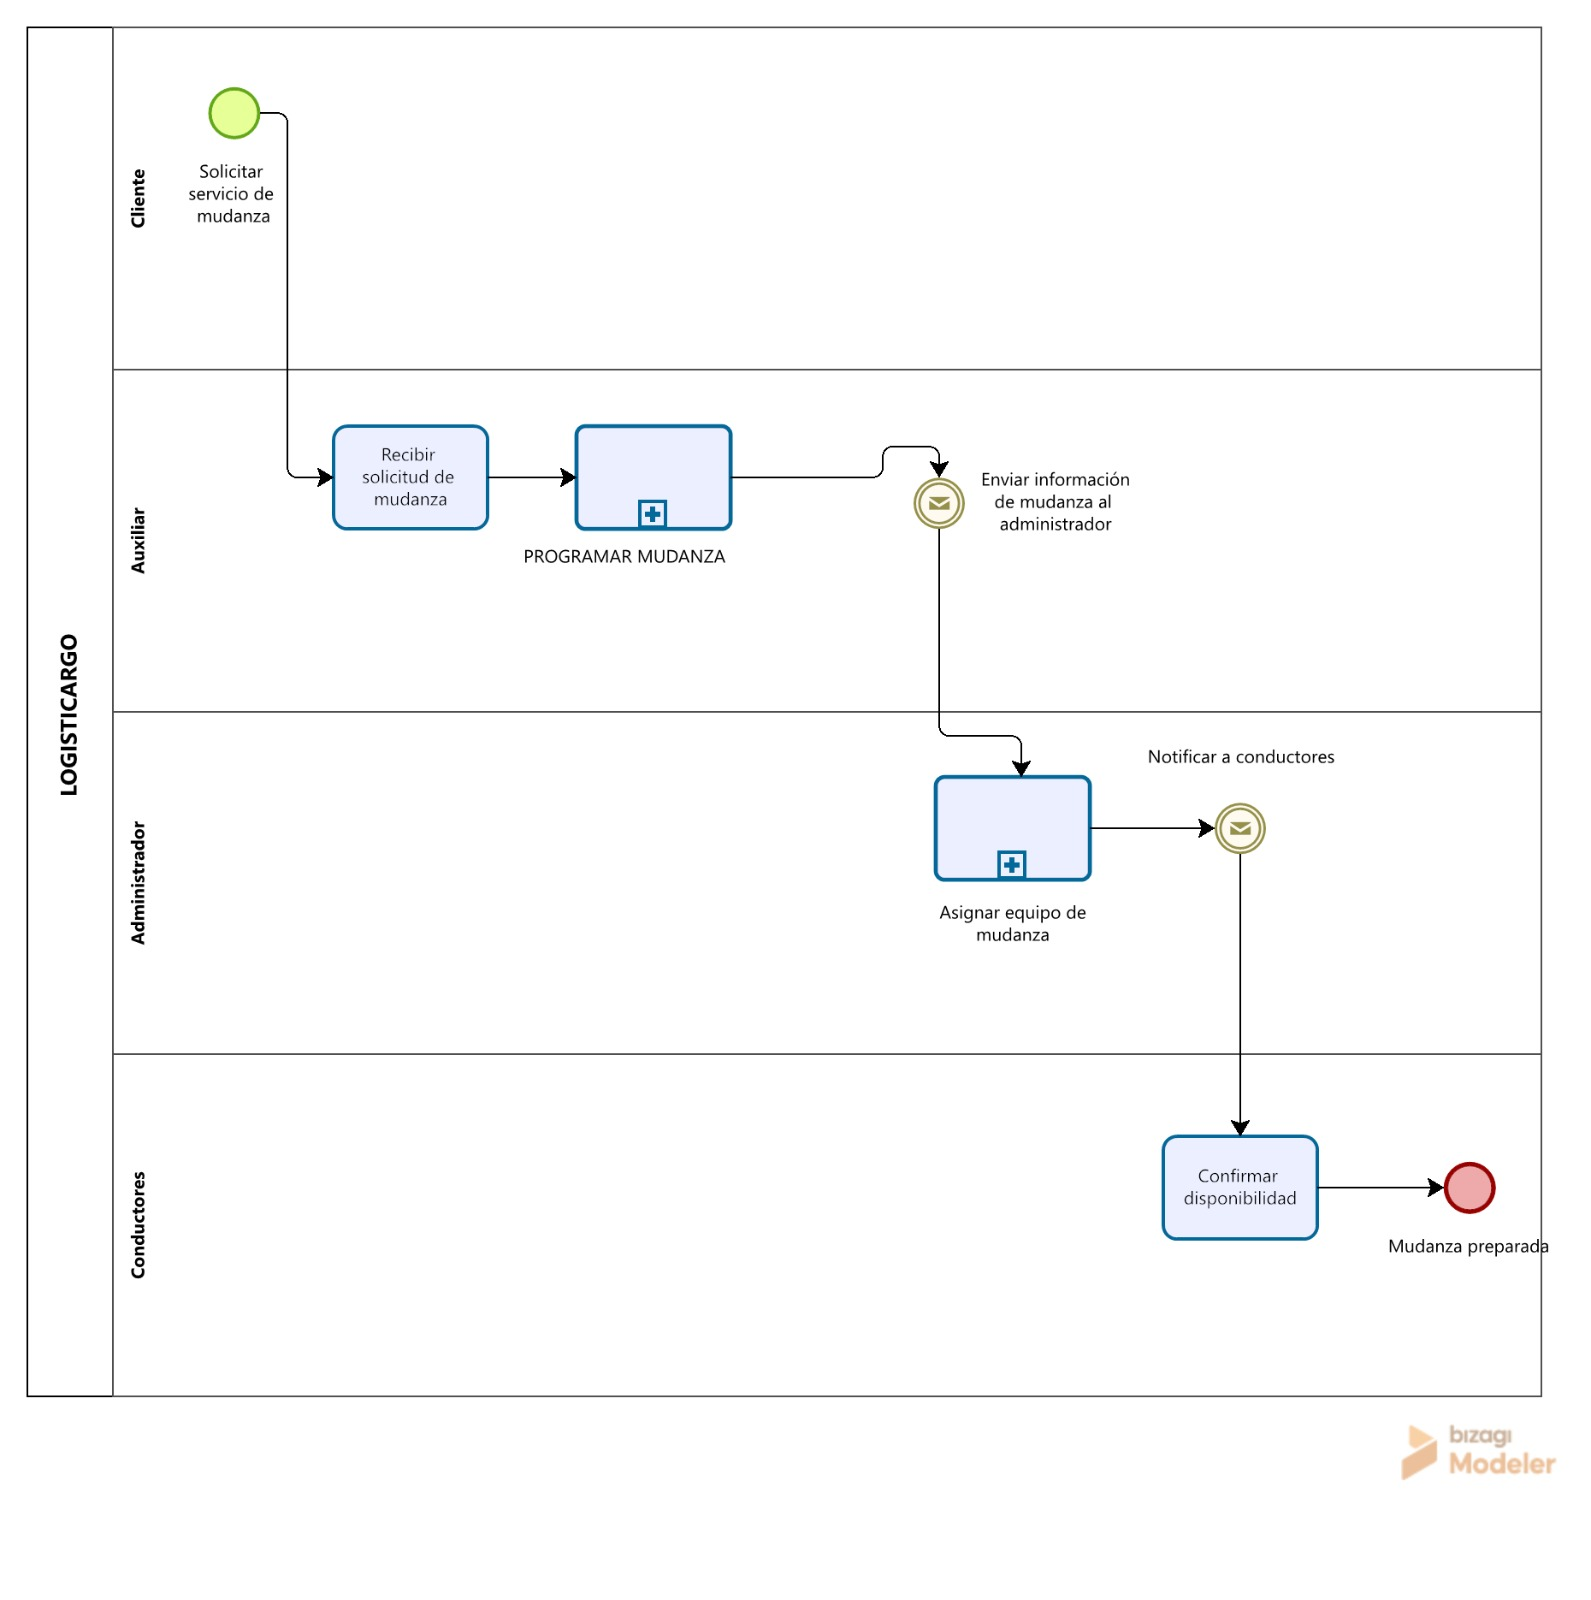 LOGISTICARGO
Cliente
Solicitar
servicio de
mudanza
Auxiliar
Recibir
solicitud de
mudanza
PROGRAMAR MUDANZA
Enviar información
de mudanza al
administrador
Administrador
Notificar a conductores
Asignar equipo de
mudanza
Conductores
Confirmar
disponibilidad
Mudanza preparada
bizagi
Modeler